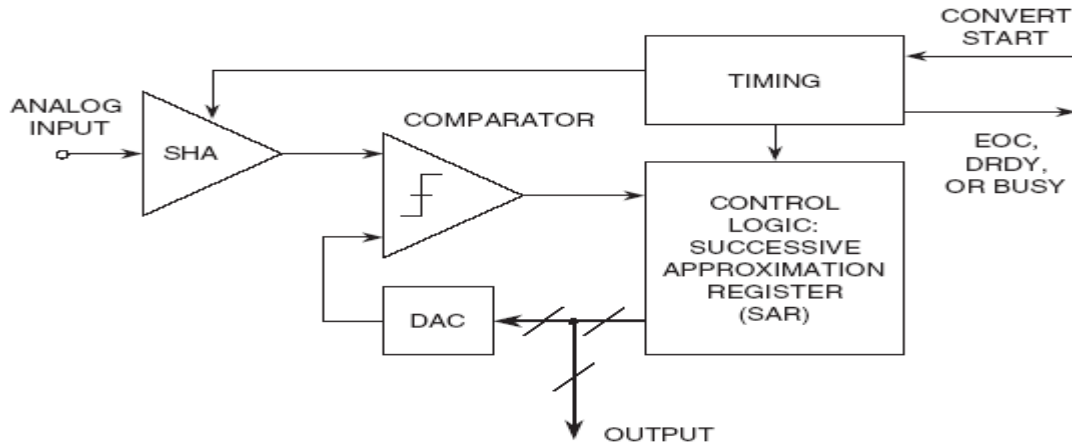 CONVERT
START
TIMING
ANALOG
INPUT
SHA
COMPARATOR
EOC,
DRDY,
OR BUSY
CONTROL
LOGIC:
SUCCESSIVE
APPROXIMATION
REGISTER
(SAR)
DAC
OUTPUT